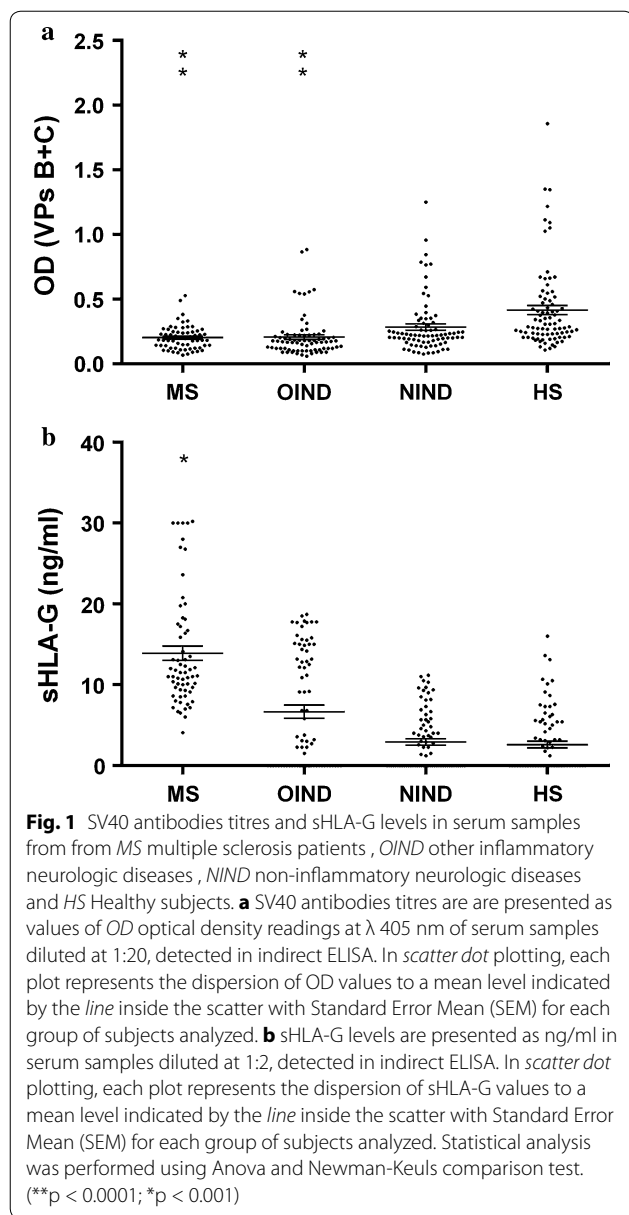 a
2.5
2.0
1.5
1.0
0.5
0.0
OD (VPs B+C)
* *
* *
MS OIND NIND HS
b
40
30
20
10
0
sHLA-G (ng/ml)
*
MS OIND NIND HS
Fig. 1 SV40 antibodies titres and sHLA-G levels in serum samples
from from MS multiple sclerosis patients , OIND other inflammatory
neurologic diseases , NIND non-inflammatory neurologic diseases
and HS Healthy subjects. a SV40 antibodies titres are are presented as
values of OD optical density readings at λ 405 nm of serum samples
diluted at 1:20, detected in indirect ELISA. In scatter dot plotting, each
plot represents the dispersion of OD values to a mean level indicated
by the line inside the scatter with Standard Error Mean (SEM) for each
group of subjects analyzed. b sHLA-G levels are presented as ng/ml in
serum samples diluted at 1:2, detected in indirect ELISA. In scatter dot
plotting, each plot represents the dispersion of sHLA-G values to a
mean level indicated by the line inside the scatter with Standard Error
Mean (SEM) for each group of subjects analyzed. Statistical analysis
was performed using Anova and Newman-Keuls comparison test.
(**p < 0.0001; *p < 0.001)